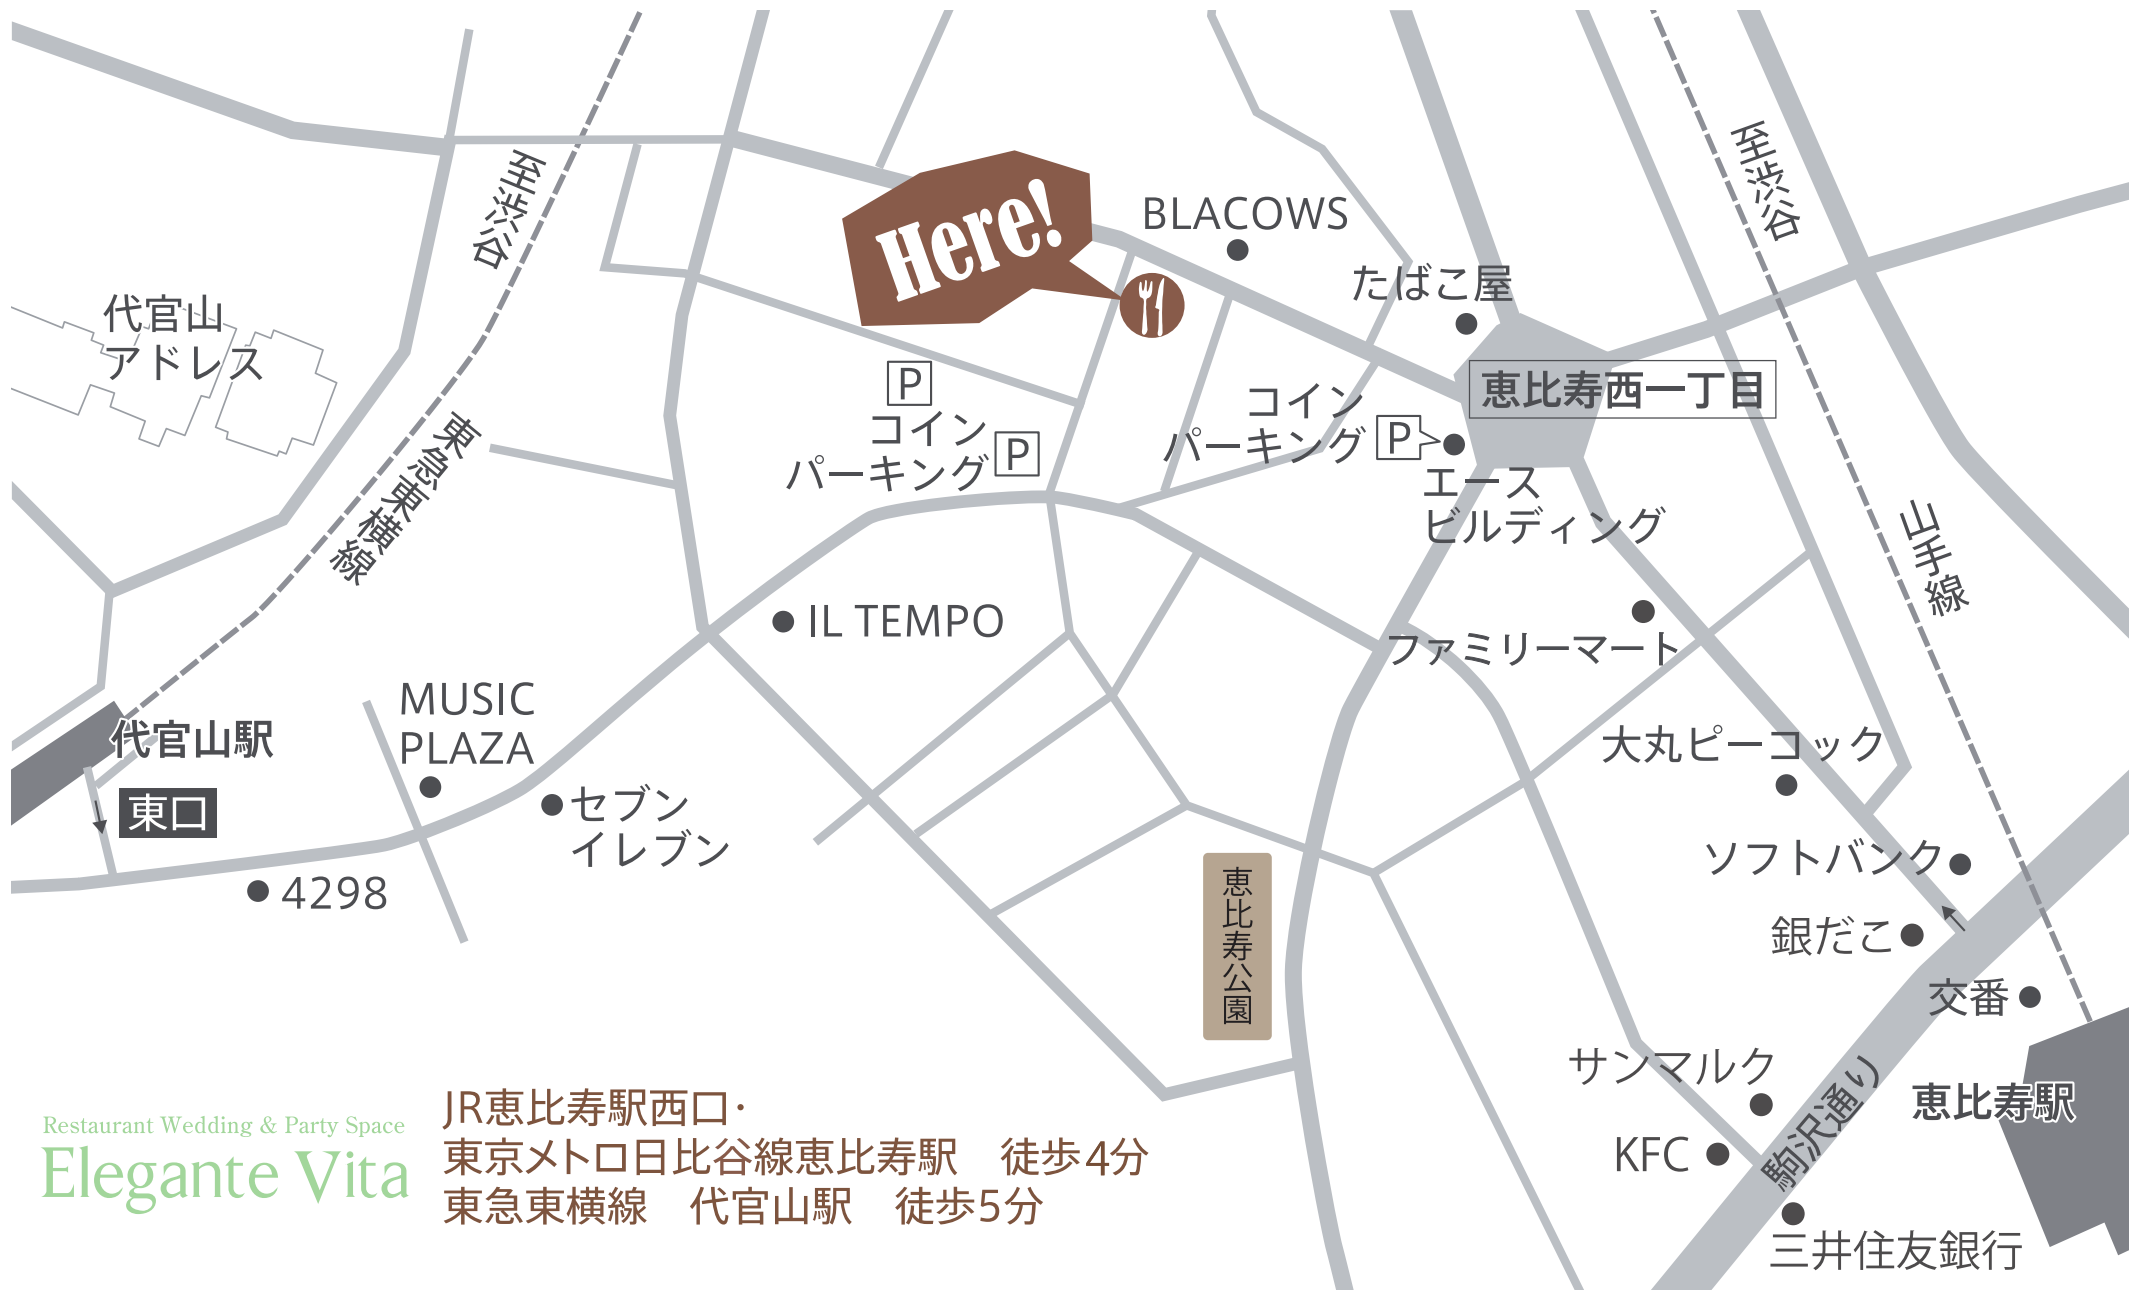 至渋谷
至渋谷
Here!
BLACOWS
たばこ屋
代官山
アドレス
恵比寿西一丁目
P
コイン
パーキング
P
コイン
パーキング
P
東急東横線
エース
ビルディング
山手線
IL TEMPO
ファミリーマート
MUSIC
PLAZA
代官山駅
東口
セブン
イレブン
4298
大丸ピーコック
ソフトバンク
恵比寿公園
銀だこ
交番
サンマルク
駒沢通り
恵比寿駅
KFC
三井住友銀行
Restaurant Wedding & Party Space
Elegante Vita
JR恵比寿駅西口・
東京メトロ日比谷線恵比寿駅　徒歩4分
東急東横線　代官山駅　徒歩5分